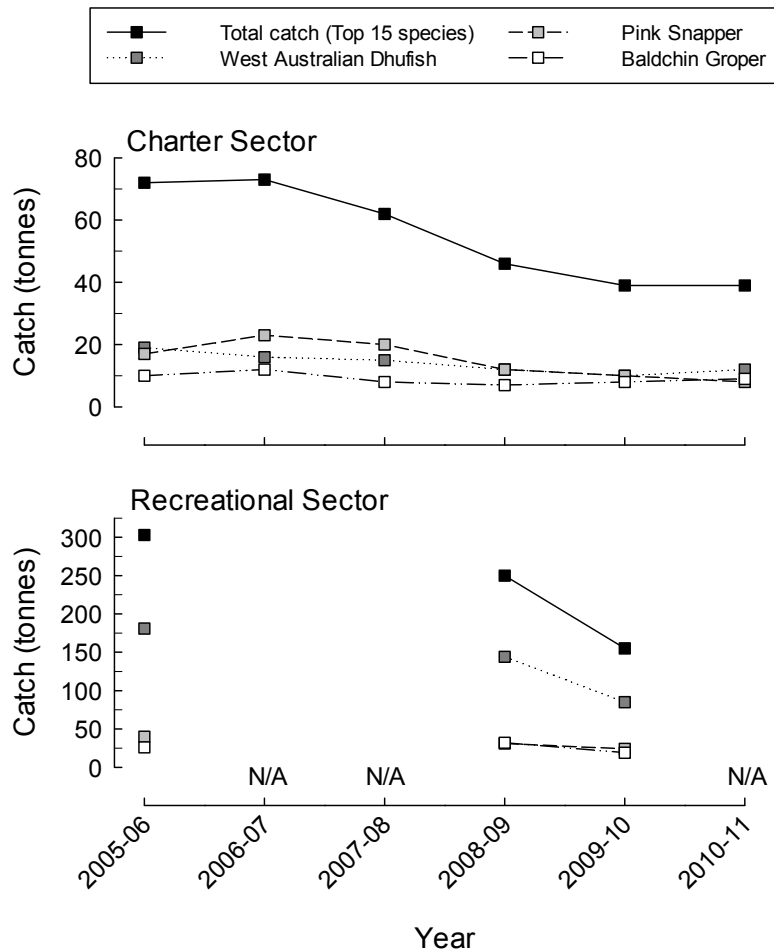 Total catch (Top 15 species)
Pink Snapper
West Australian Dhufish
Baldchin Groper
Charter Sector
80
60
40
20
0
Catch (tonnes)
Recreational Sector
300
250
200
150
100
50
0
Catch (tonnes)
N/A
N/A
N/A
2005-06
2006-07
2007-08
2008-09
2009-10
2010-11
Year